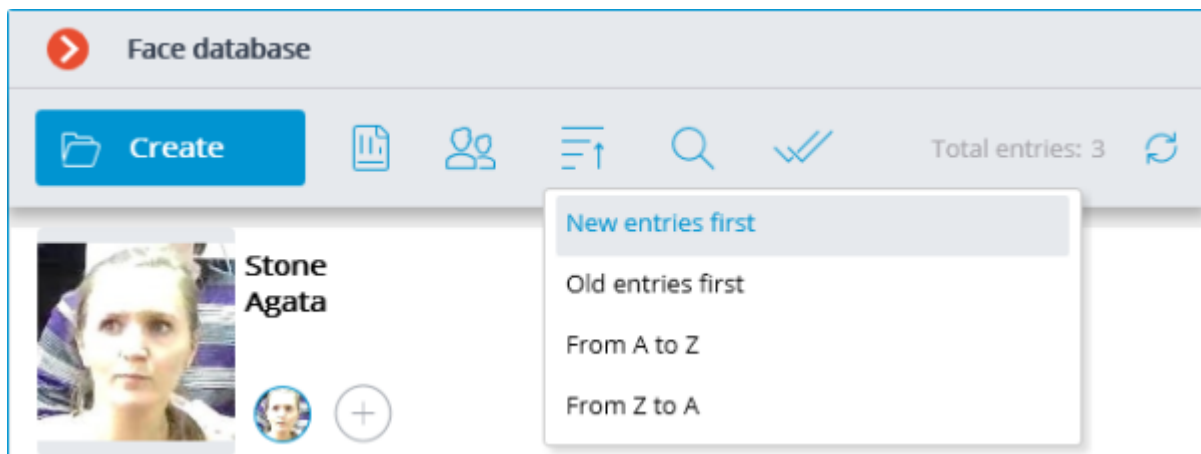 Face database
Create
Total entries: 3
New entries first
Old entries first
From A to Z
From Z to A
Stone
Agata